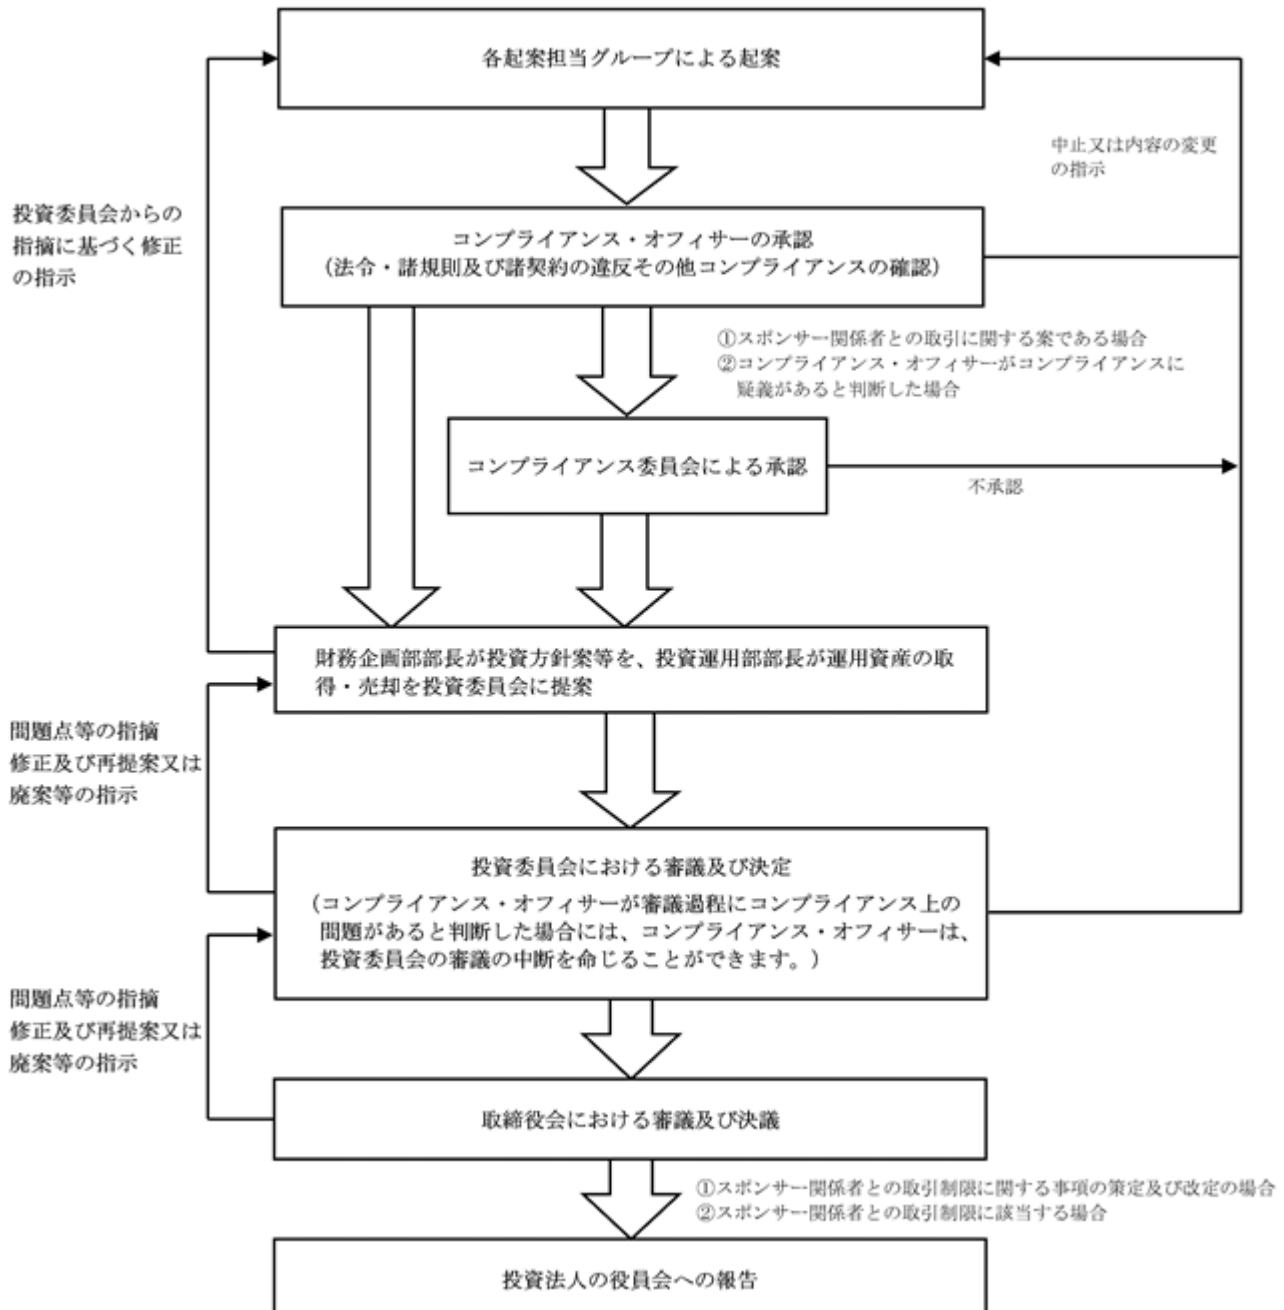 各起案担当グループによる起案
中止又は内容の変更
の指示
投資委員会からの
指摘に基づく修正
の指示
コンプライアンス・オフィサーの承認
(法令・諸規則及び諸契約の違反その他コンプライアンスの確認)
①スポンサー関係者との取引に関する案である場合
②コンプライアンス・オフィサーがコンプライアンスに
疑義があると判断した場合
コンプライアンス委員会による承認
不承認
財務企画部部長が投資方針案等を、投資運用部部長が運用資産の取
得・売却を投資委員会に提案
問題点等の指摘
修正及び再提案又は
廃案等の指示
投資委員会における審議及び決定
(コンプライアンス・オフィサーが審議過程にコンプライアンス上の
問題があると判断した場合には、コンプライアンス・オフィサーは、
投資委員会の審議の中断を命じることができます。)
問題点等の指摘
修正及び再提案又は
廃案等の指示
取締役会における審議及び決議
①スポンサー関係者との取引制限に関する事項の策定及び改定の場合
②スポンサー関係者との取引制限に該当する場合
投資法人の役員会への報告